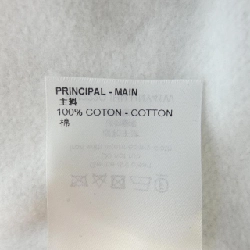 PRINCIPAL - MAIN
主料
100% COTON - COTTON
棉